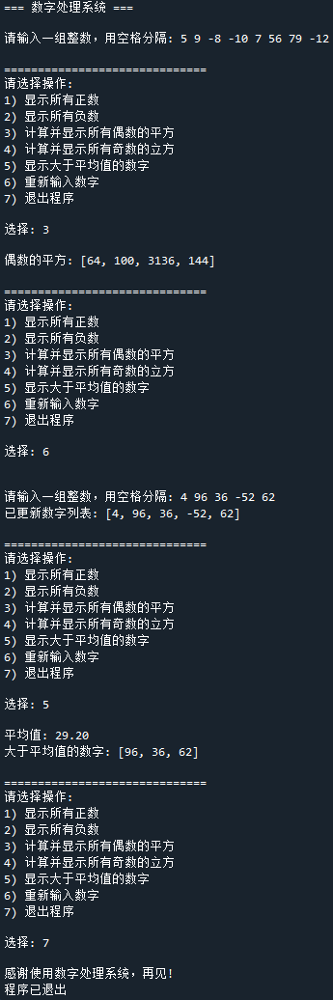 === 数字处理系统 ===
请输入一组整数，用空格分隔: 5 9 -8 -10 7 56 79 -12
==============================
请选择操作:
1) 显示所有正数
2) 显示所有负数
3) 计算并显示所有偶数的平方
4) 计算并显示所有奇数的立方
5) 显示大于平均值的数字
6) 重新输入数字
7) 退出程序
选择: 3
偶数的平方: [64, 100, 3136, 144]
==============================
请选择操作:
1) 显示所有正数
2) 显示所有负数
3) 计算并显示所有偶数的平方
4) 计算并显示所有奇数的立方
5) 显示大于平均值的数字
6) 重新输入数字
7) 退出程序
选择: 6
请输入一组整数，用空格分隔: 4 96 36 -52 62
已更新数字列表: [4, 96, 36, -52, 62]
==============================
请选择操作:
1) 显示所有正数
2) 显示所有负数
3) 计算并显示所有偶数的平方
4) 计算并显示所有奇数的立方
5) 显示大于平均值的数字
6) 重新输入数字
7) 退出程序
选择: 5
平均值: 29.20
大于平均值的数字: [96, 36, 62]
==============================
请选择操作:
1) 显示所有正数
2) 显示所有负数
3) 计算并显示所有偶数的平方
4) 计算并显示所有奇数的立方
5) 显示大于平均值的数字
6) 重新输入数字
7) 退出程序
选择: 7
感谢使用数字处理系统，再见!
程序已退出